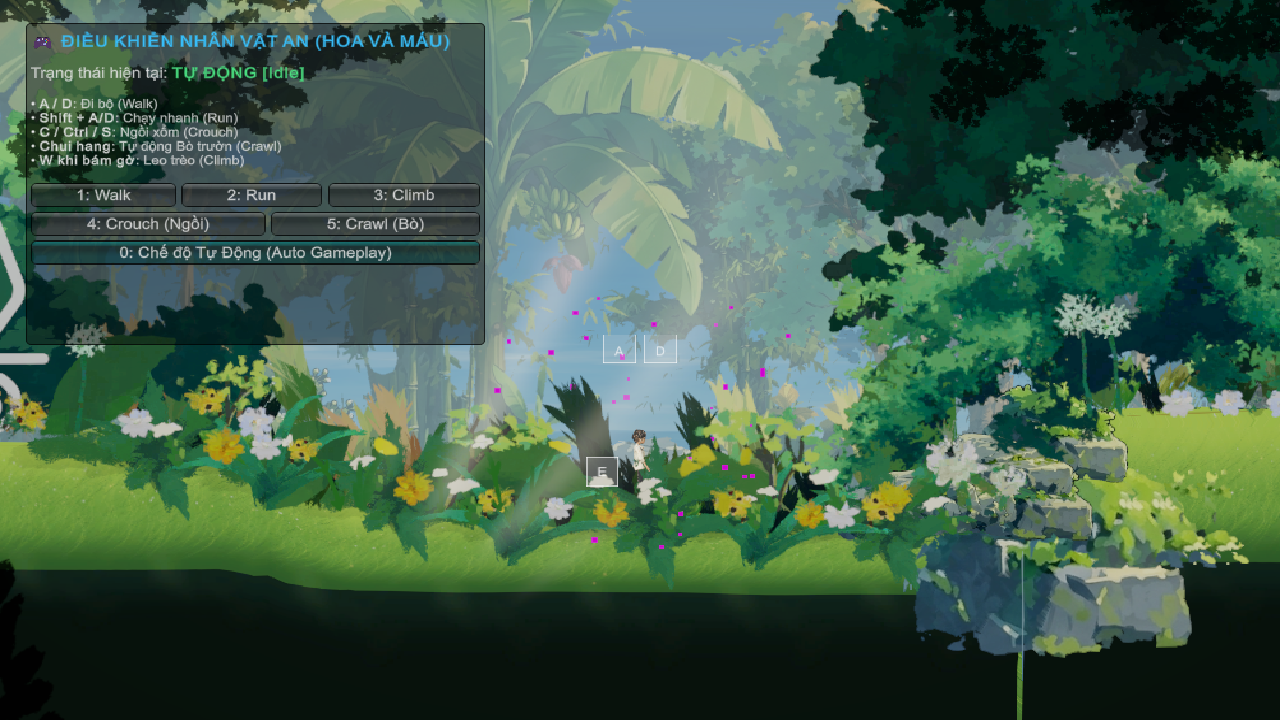 ĐIỀU KHIỂN NHÂN VẬT AN (HOA VÀ MÁU)
Trạng thái hiện tại: TỰ ĐỘNG [Idle]
• A / D: Đi bộ (Walk)
• Shift + A/D: Chạy nhanh (Run)
• C / Ctrl / S: Ngồi xổm (Crouch)
• Chui hang: Tự động Bò trườn (Crawl)
• W khi bám gờ: Leo trèo (Climb)
1: Walk 2: Run 3: Climb
4: Crouch (Ngồi) 5: Crawl (Bò)
0: Chế độ Tự Động (Auto Gameplay)
A D
E